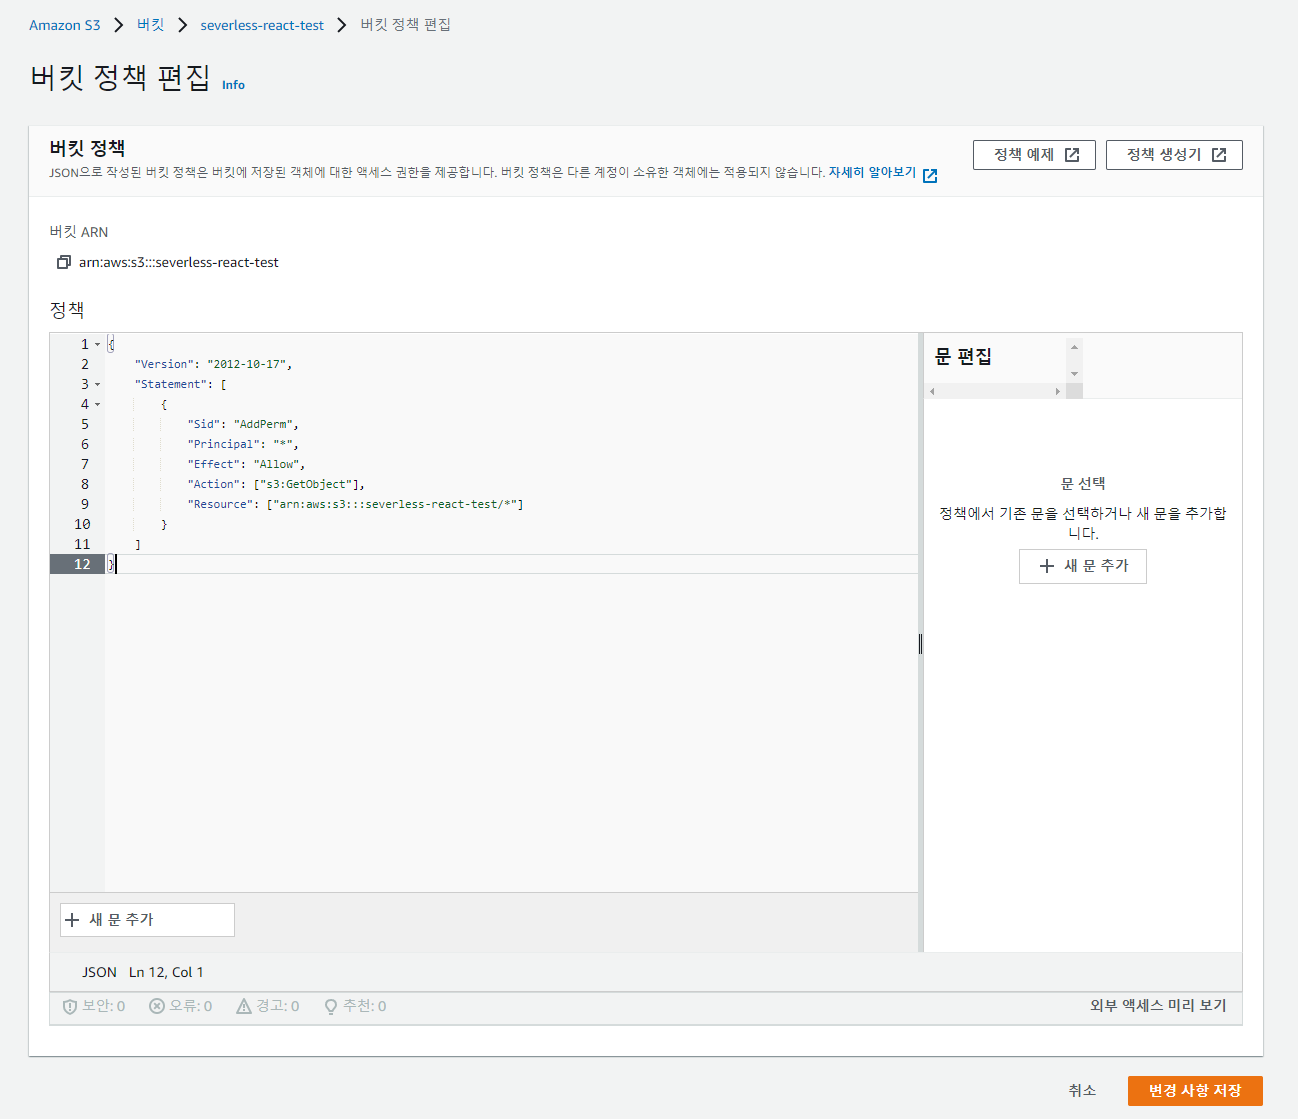 Amazon S3 > 버킷 > severless-react-test > 버킷 정책 편집
버킷 정책 편집 Info
버킷 정책
JSON으로 작성된 버킷 정책은 버킷에 저장된 객체에 대한 액세스 권한을 제공합니다. 버킷 정책은 다른 계정이 소유한 객체에는 적용되지 않습니다. 자세히 알아보기
정책 예제
정책 생성기
버킷 ARN
arn:aws:s3:::severless-react-test
정책
1 {
2 "Version": "2012-10-17",
3 "Statement": [
4 {
5 "Sid": "AddPerm",
6 "Principal": "*",
7 "Effect": "Allow",
8 "Action": ["s3:GetObject"],
9 "Resource": ["arn:aws:s3:::severless-react-test/*"]
10 }
11 ]
12 }
문 편집
문 선택
정책에서 기존 문을 선택하거나 새 문을 추가합
니다.
+ 새 문 추가
+ 새 문 추가
JSON Ln 12, Col 1
보안: 0 오류: 0 경고: 0 추천: 0
외부 액세스 미리 보기
취소
변경 사항 저장